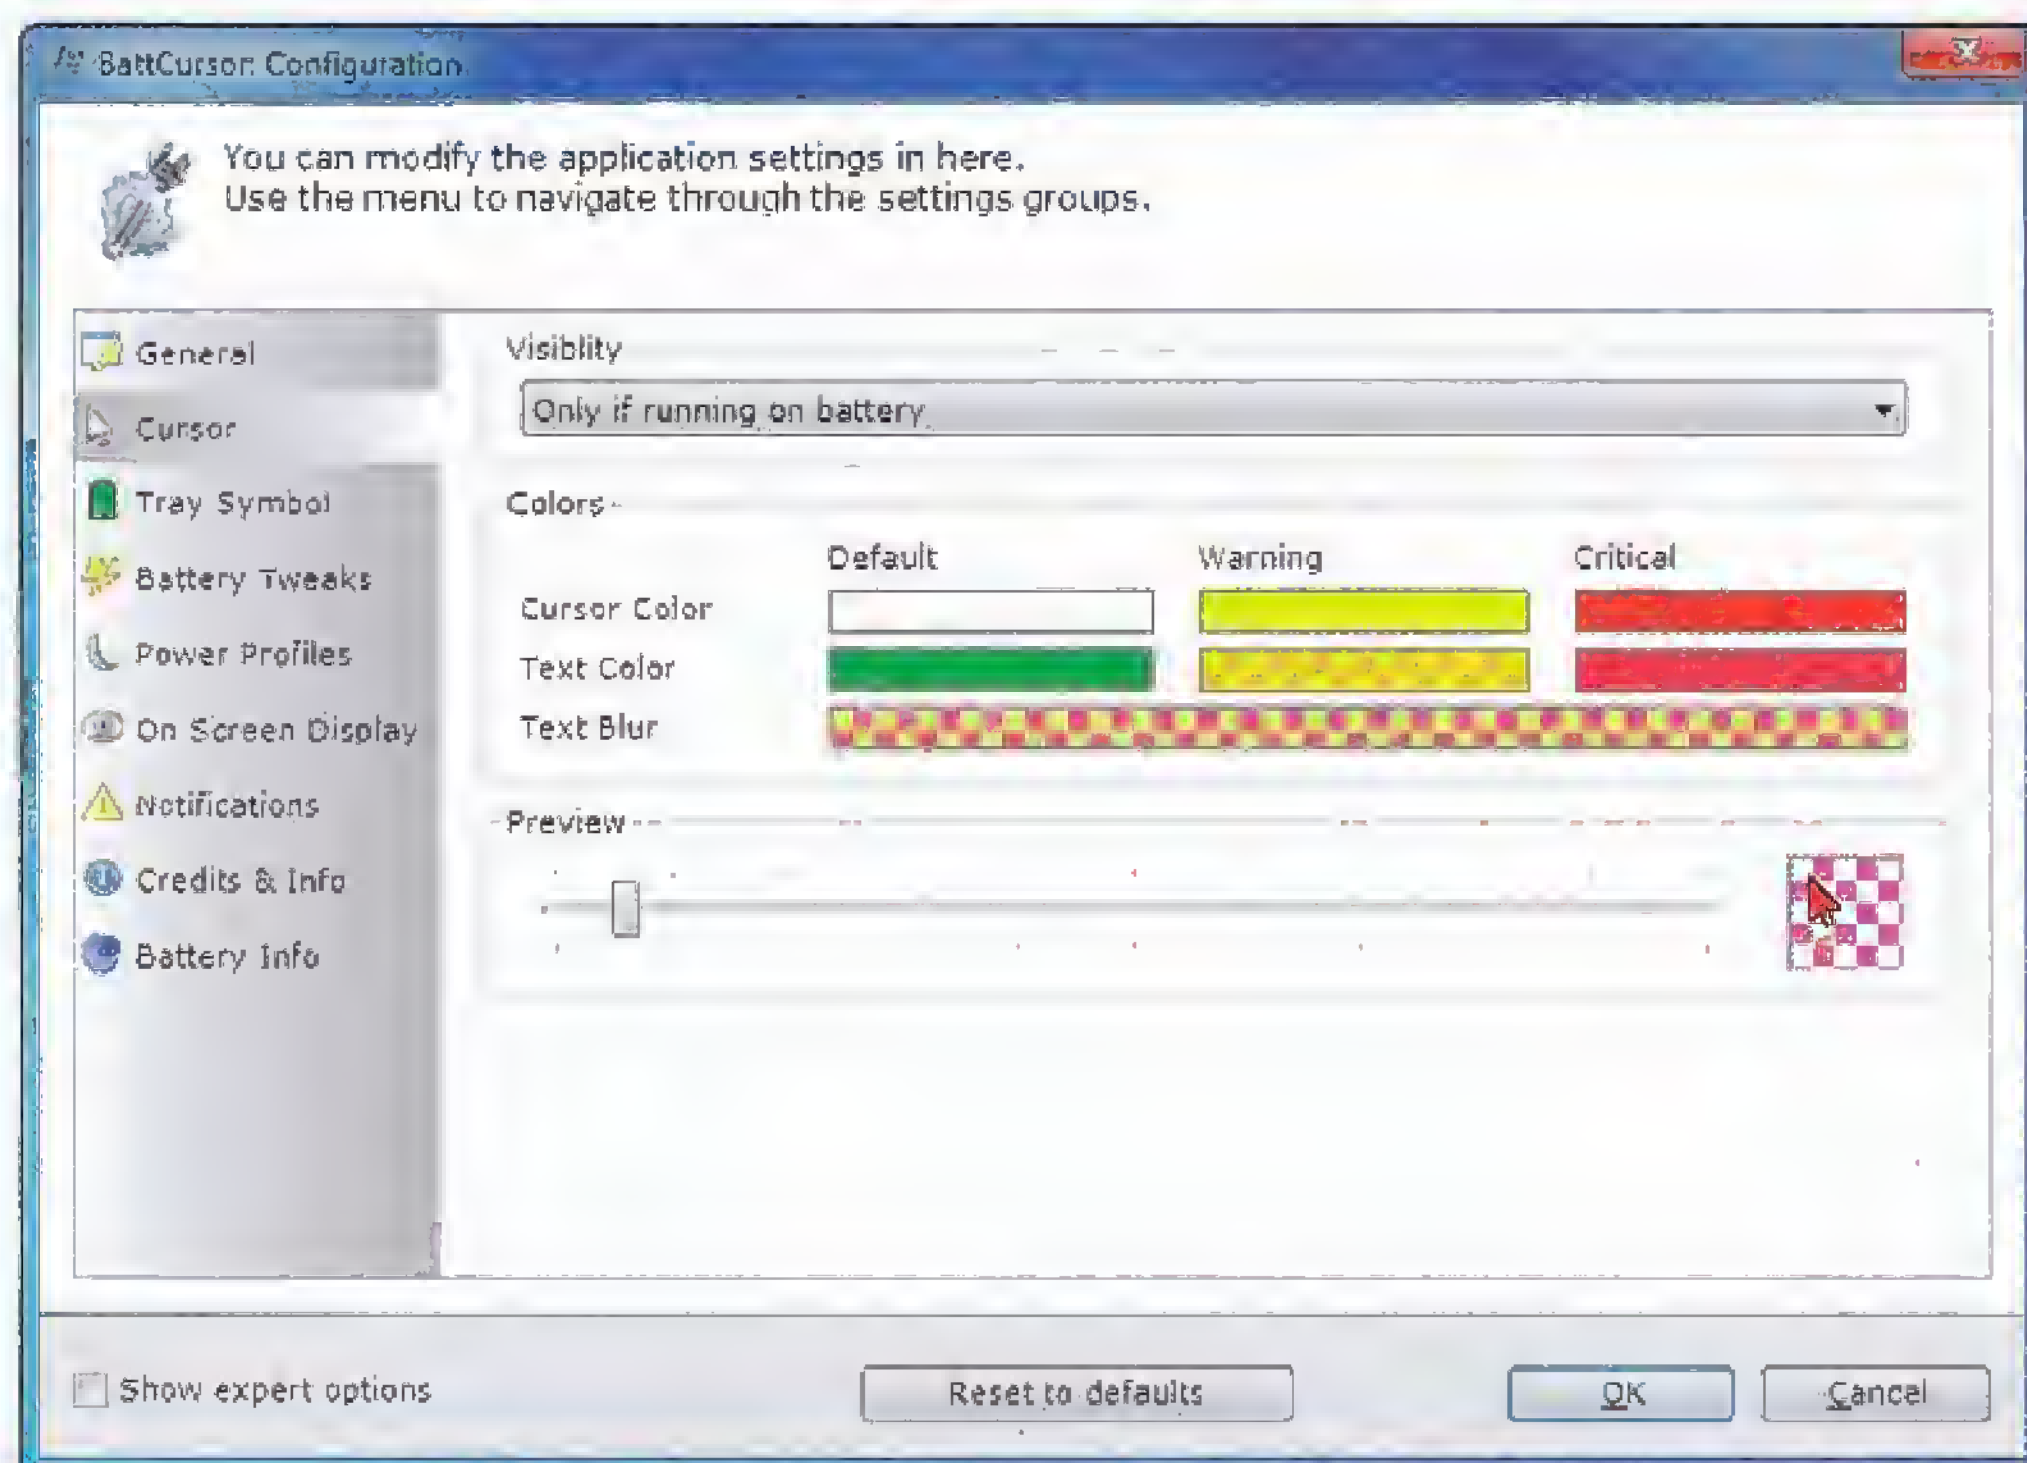 BattCursor: Configuration
You can modify the application settings in here.
Use the menu to navigate through the settings groups.
General
Cursor
Tray Symbol
Battery Tweaks
Power Profiles
On Screen Display
Notifications
Credits & Info
Battery Info
Visiblity
Only if running on battery
Colors
Default Warning Critical
Cursor Color
Text Color
Text Blur
Preview
Show expert options
Reset to defaults
OK
Cancel